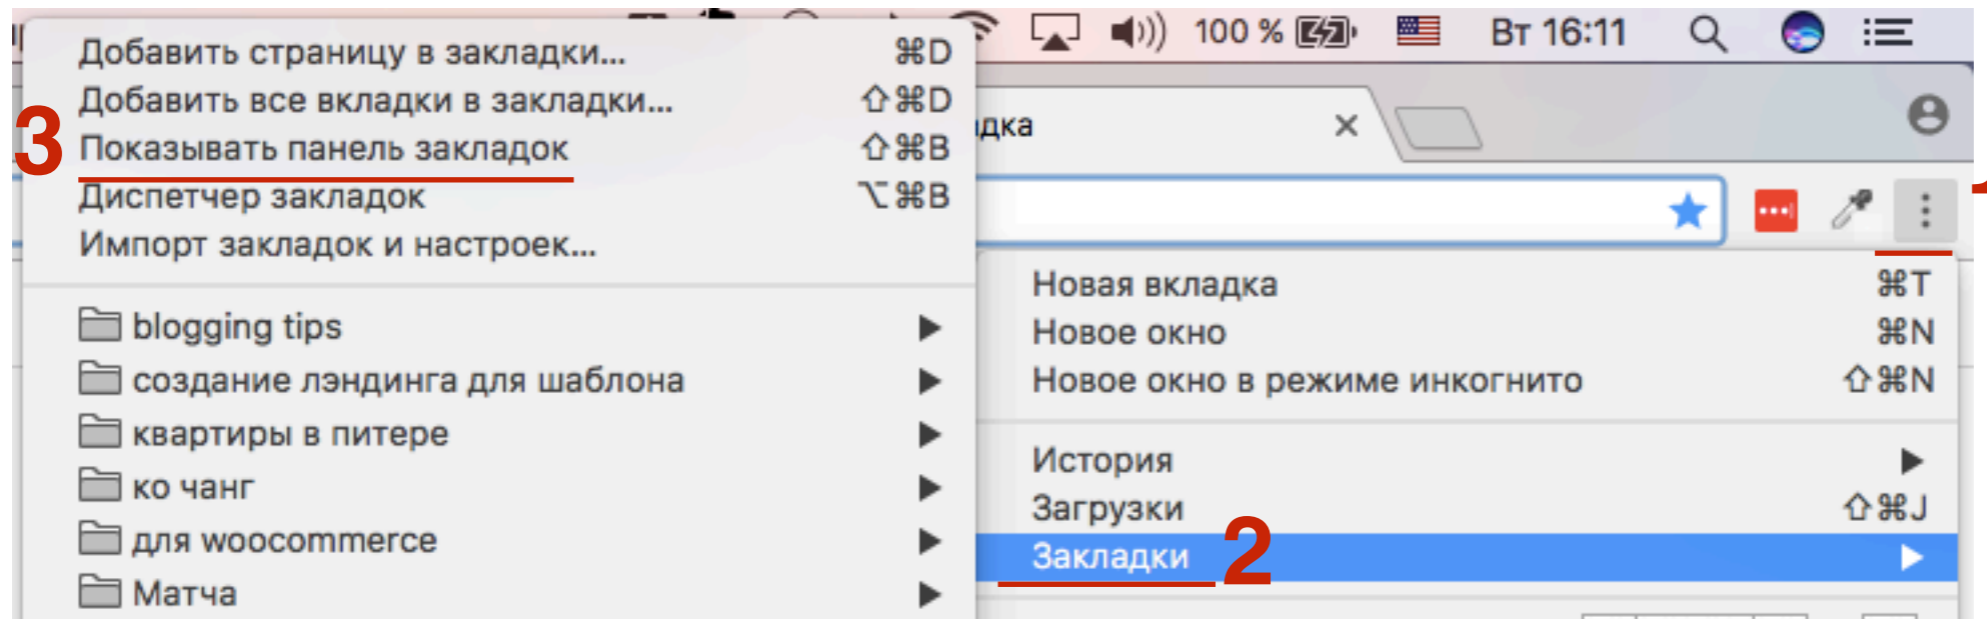 100 % Вт 16:11
Добавить страницу в закладки... ⌘D
Добавить все вкладки в закладки... ⇧⌘D
3 Показывать панель закладок ⇧⌘B
Диспетчер закладок ⌥⌘B
Импорт закладок и настроек...
blogging tips
создание лэндинга для шаблона
квартиры в питере
ко чанг
для woocommerce
Матча
Новая вкладка ⌘T
Новое окно ⌘N
Новое окно в режиме инкогнито ⇧⌘N
История
Загрузки ⇧⌘J
Закладки 2